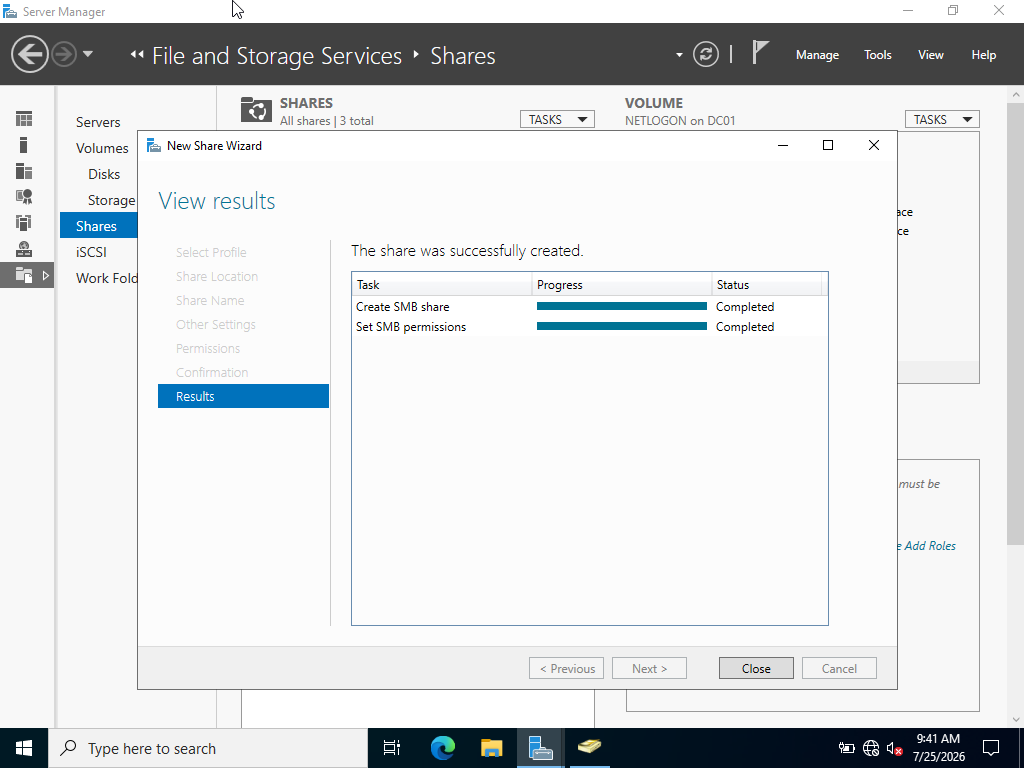 Server Manager
File and Storage Services
Shares
Manage
Tools
View
Help
SHARES
All shares | 3 total
TASKS
VOLUME
NETLOGON on DC01
TASKS
Servers
Volumes
Disks
Storage
Shares
iSCSI
Work Fold
New Share Wizard
View results
Select Profile
Share Location
Share Name
Other Settings
Permissions
Confirmation
Results
The share was successfully created.
Task Progress Status
Create SMB share Completed
Set SMB permissions Completed
< Previous
Next >
Close
Cancel
ace
ce
must be
e Add Roles
Type here to search
9:41 AM
7/25/2026